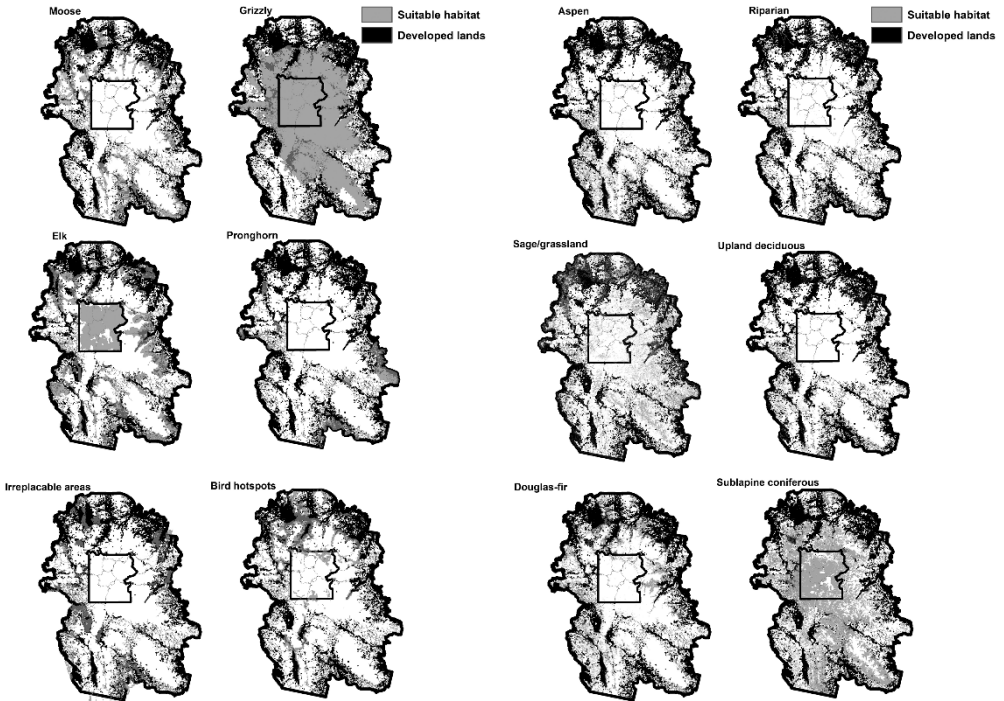 Moose
Grizzly
Suitable habitat
Developed lands
Aspen
Riparian
Suitable habitat
Developed lands
Elk
Pronghorn
Sage/grassland
Upland deciduous
Irreplacable areas
Bird hotspots
Douglas-fir
Sublapine coniferous